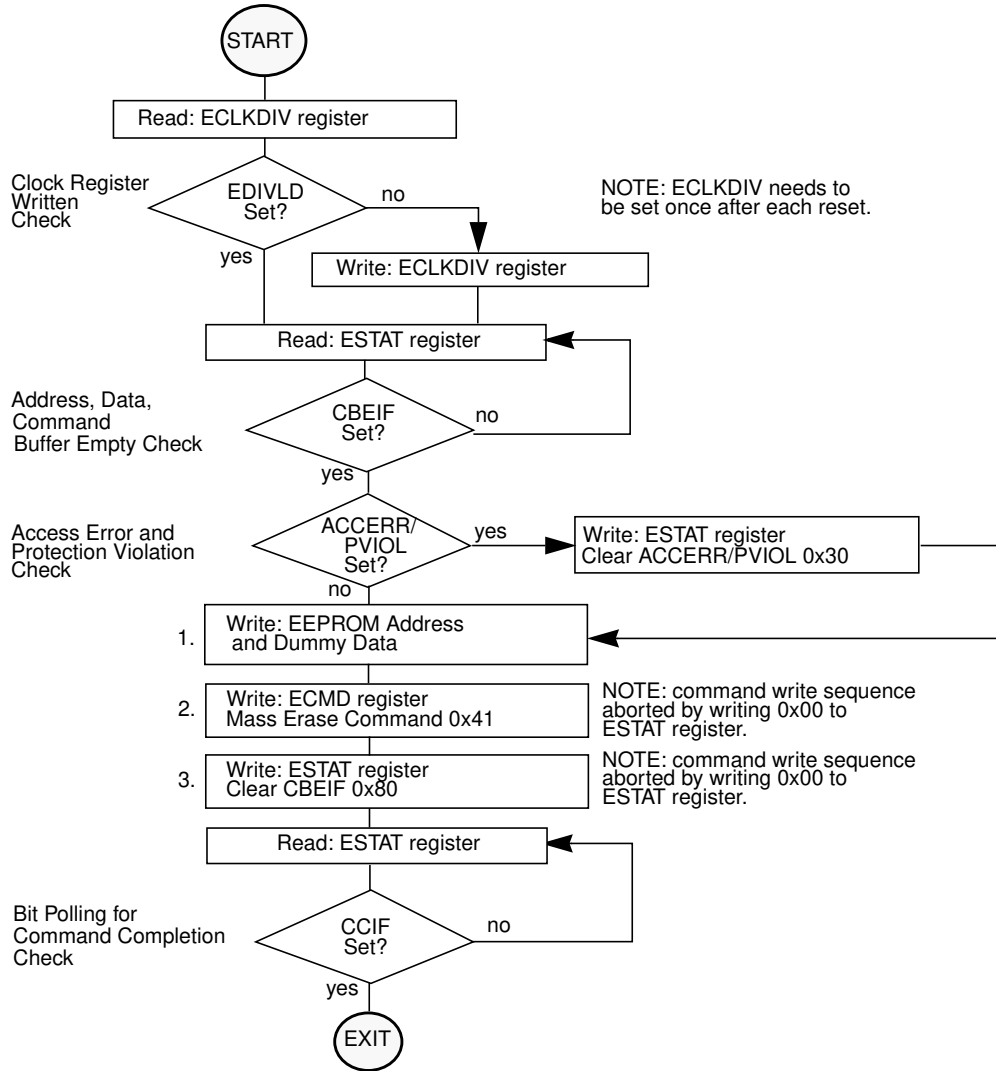 START
Read: ECLKDIV register
Clock Register
Written
Check
EDIVLD
Set?
no
yes
NOTE: ECLKDIV needs to
be set once after each reset.
Write: ECLKDIV register
Read: ESTAT register
Address, Data,
Command
Buffer Empty Check
CBEIF
Set?
no
yes
Access Error and
Protection Violation
Check
ACCERR/
PVIOL
Set?
yes
no
Write: ESTAT register
Clear ACCERR/PVIOL 0x30
1.
Write: EEPROM Address
and Dummy Data
2.
Write: ECMD register
Mass Erase Command 0x41
NOTE: command write sequence
aborted by writing 0x00 to
ESTAT register.
3.
Write: ESTAT register
Clear CBEIF 0x80
NOTE: command write sequence
aborted by writing 0x00 to
ESTAT register.
Read: ESTAT register
Bit Polling for
Command Completion
Check
CCIF
Set?
no
yes
EXIT